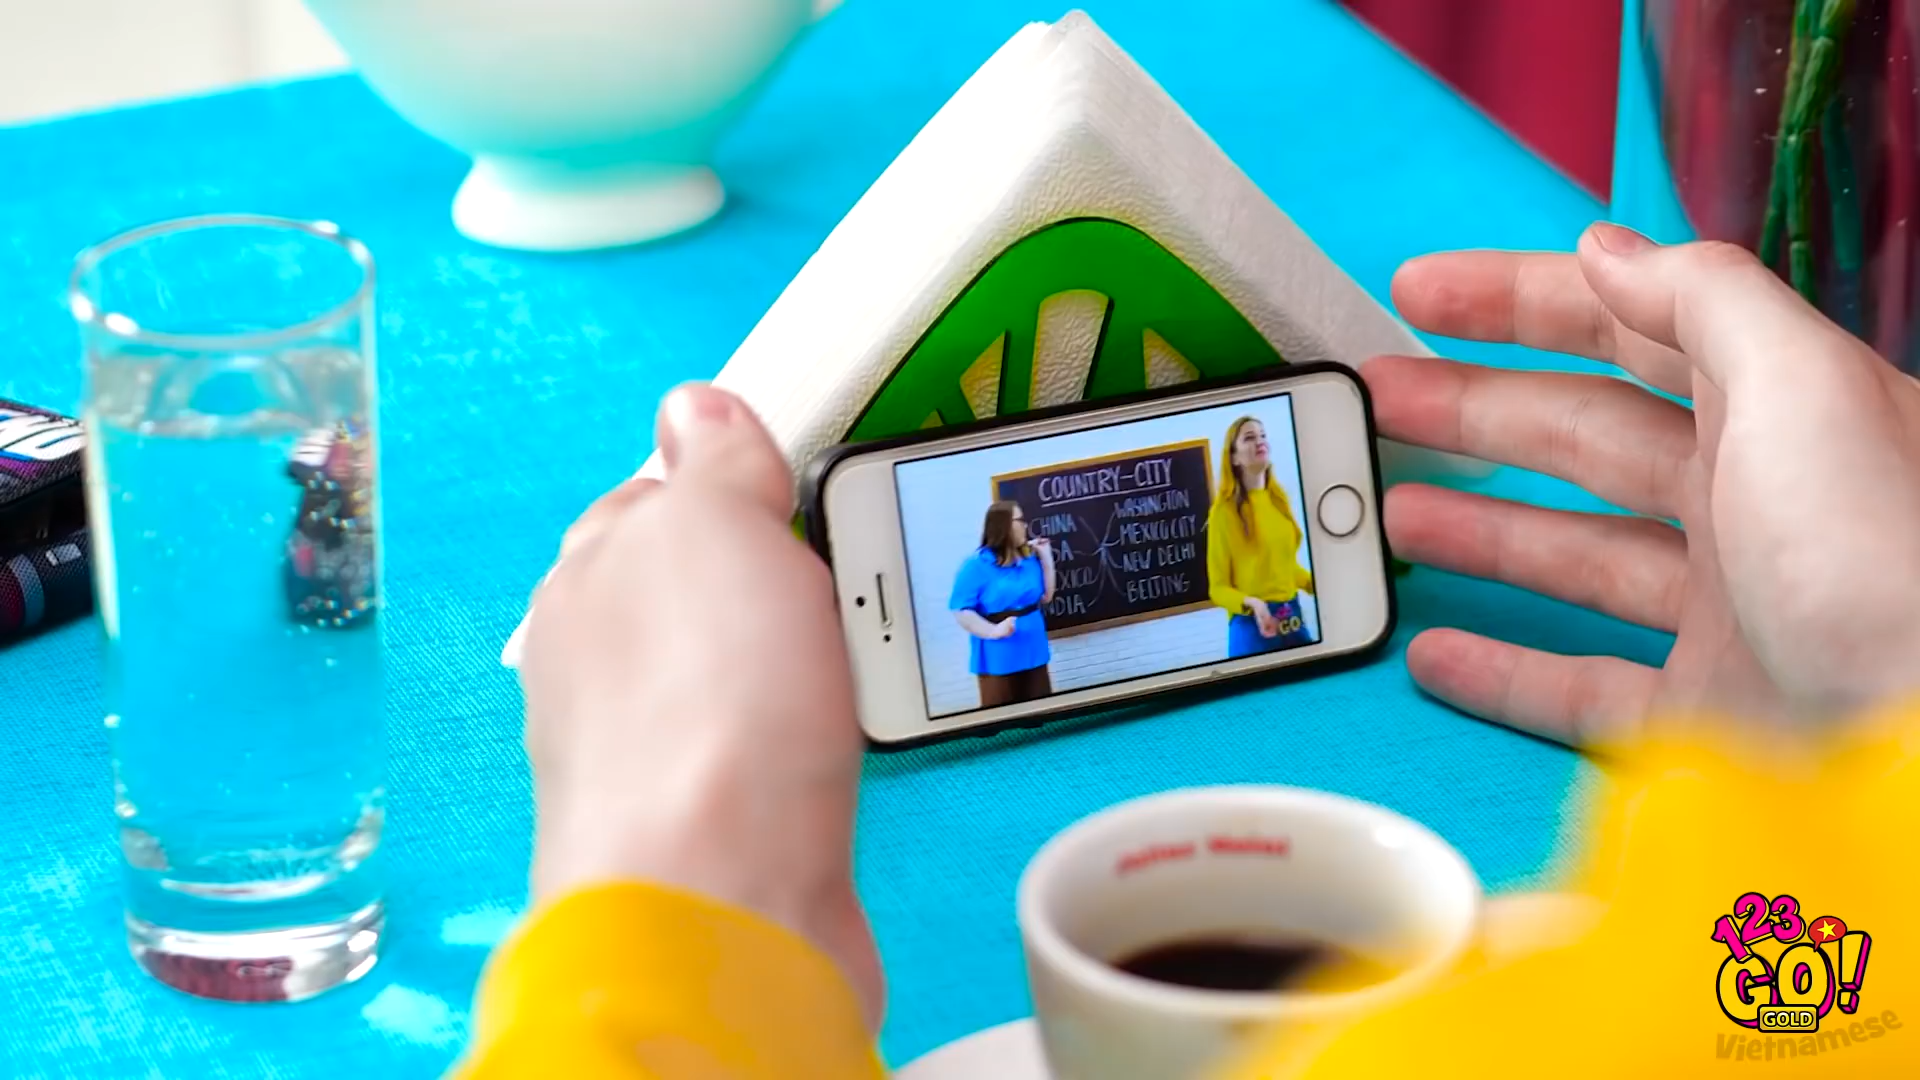 COUNTRY-CITY
CHINA
WASHINGTON
MEXICO CITY
NEW DELHI
BEIJING
GO
123
GO!
GOLD
Vietnamese